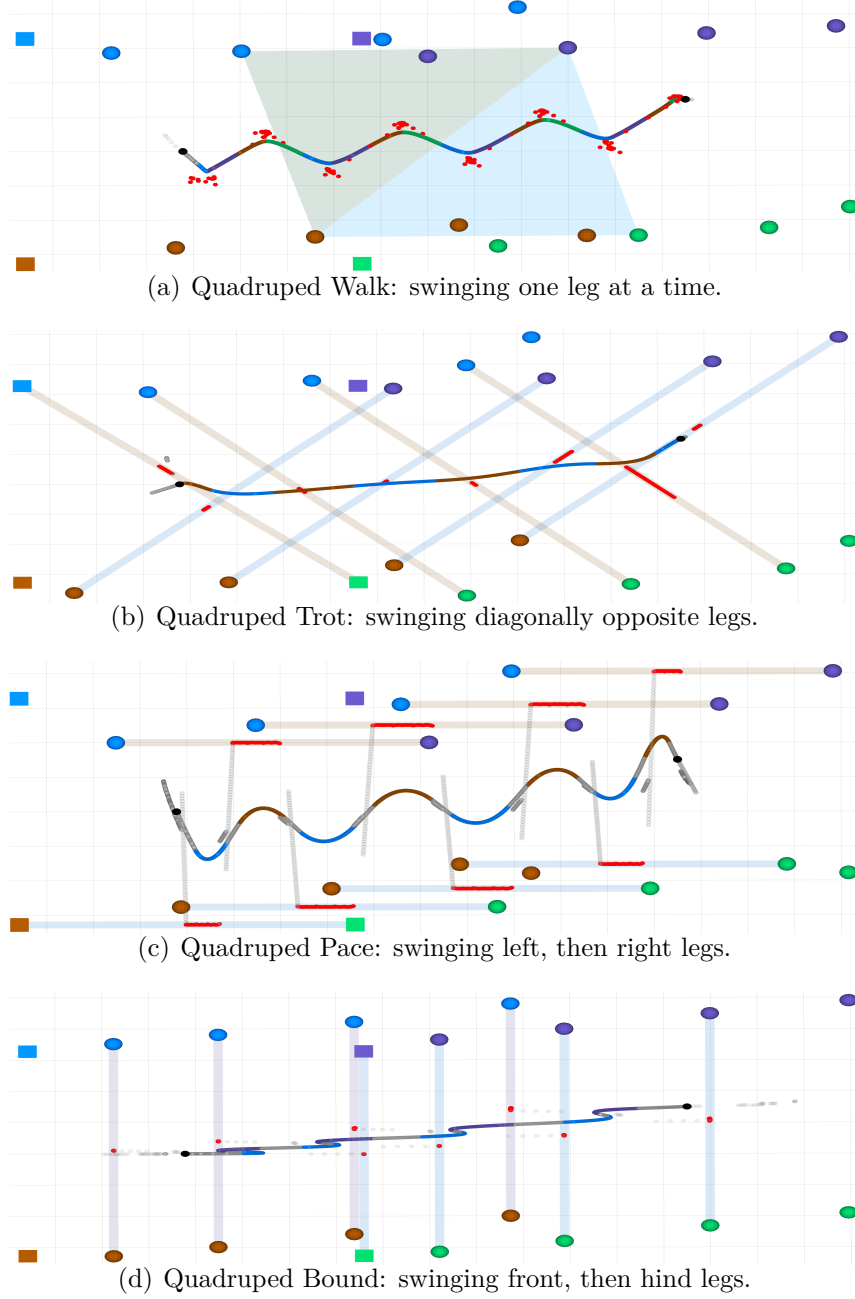 (a) Quadruped Walk: swinging one leg at a time.
(b) Quadruped Trot: swinging diagonally opposite legs.
(c) Quadruped Pace: swinging left, then right legs.
(d) Quadruped Bound: swinging front, then hind legs.